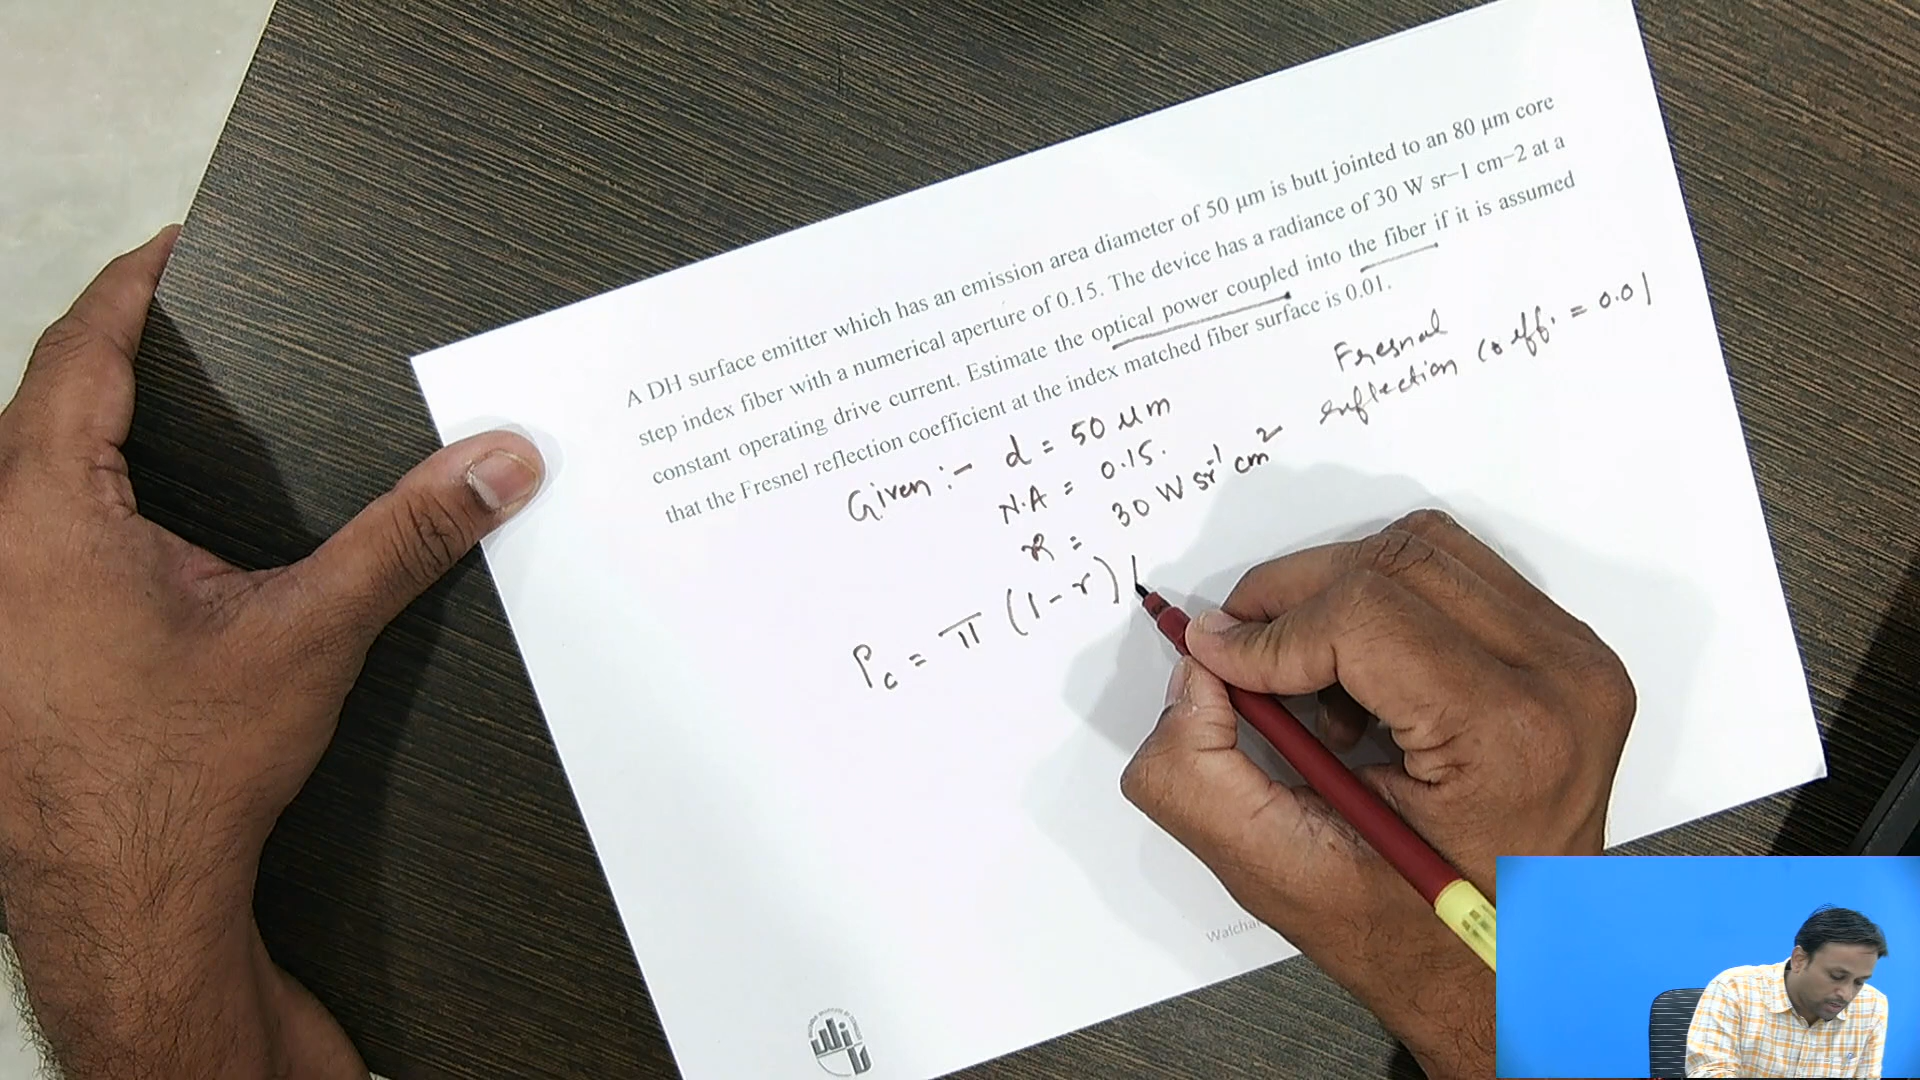 A DH surface emitter which has an emission area diameter of 50 μm is butt jointed to an 80 μm core
step index fiber with a numerical aperture of 0.15. The device has a radiance of 30 W sr−1 cm−2 at a
constant operating drive current. Estimate the optical power coupled into the fiber if it is assumed
that the Fresnel reflection coefficient at the index matched fiber surface is 0.01.
Given :- d = 50 μm
N.A = 0.15.
R = 30 W sr-1 cm2
Fresnal
reflection coeff. = 0.01
Pc = π (1-r)